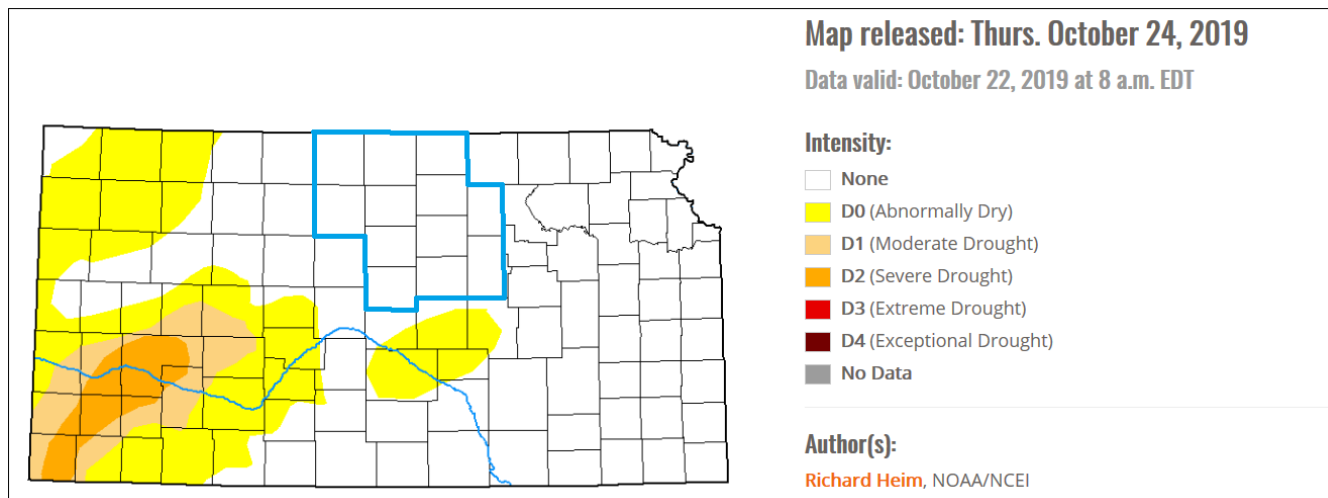 Map released: Thurs. October 24, 2019
Data valid: October 22, 2019 at 8 a.m. EDT
Intensity:
None
D0 (Abnormally Dry)
D1 (Moderate Drought)
D2 (Severe Drought)
D3 (Extreme Drought)
D4 (Exceptional Drought)
No Data
Author(s):
Richard Heim, NOAA/NCEI